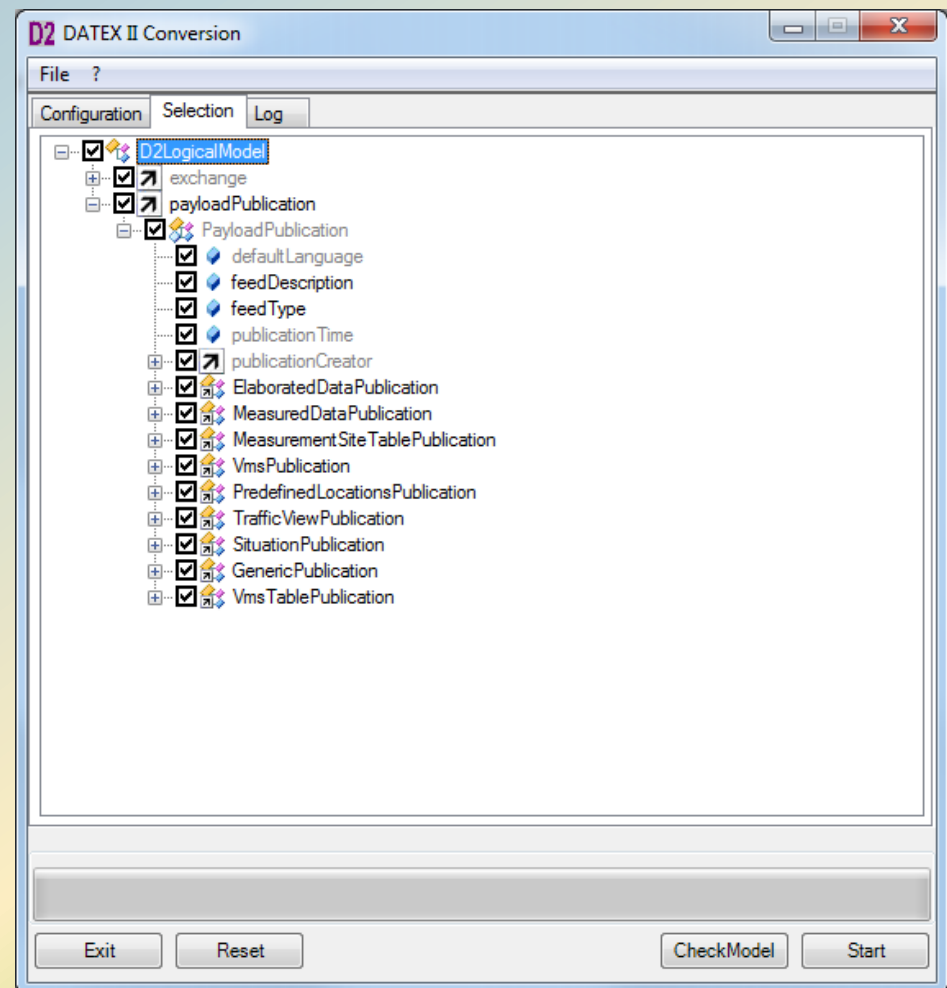 D2 DATEX II Conversion
File ?
Configuration Selection Log
D2LogicalModel
exchange
payloadPublication
PayloadPublication
defaultLanguage
feedDescription
feedType
publicationTime
publicationCreator
ElaboratedDataPublication
MeasuredDataPublication
MeasurementSiteTablePublication
VmsPublication
PredefinedLocationsPublication
TrafficViewPublication
SituationPublication
GenericPublication
VmsTablePublication
Exit Reset CheckModel Start